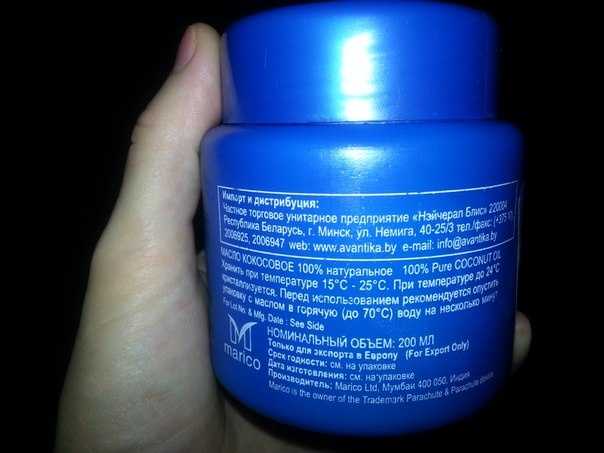 Импорт и дистрибуция:
Частное торговое унитарное предприятие «Нэйчерал Блис» 220004
Республика Беларусь, г. Минск, ул. Немига, 40-25/3 тел./факс: (+375 17)
2006925, 2006947 web: www.avantika.by e-mail: info@avantika.by
МАСЛО КОКОСОВОЕ 100% натуральное 100% Pure COCONUT OIL
Хранить при температуре 15°С - 25°С. При температуре до 24°С
кристаллизуется. Перед использованием рекомендуется опустить
упаковку с маслом в горячую (до 70°С) воду на несколько минут
For Lot No. & Mfg. Date : See Side
НОМИНАЛЬНЫЙ ОБЪЕМ: 200 МЛ
Только для экспорта в Европу (For Export Only)
Срок годности: см. на упаковке
Дата изготовления: см. на упаковке
Производитель: Marico Ltd, Мумбаи 400 050, Индия
Marico is the owner of the Trademark Parachute & Parachute device
marico